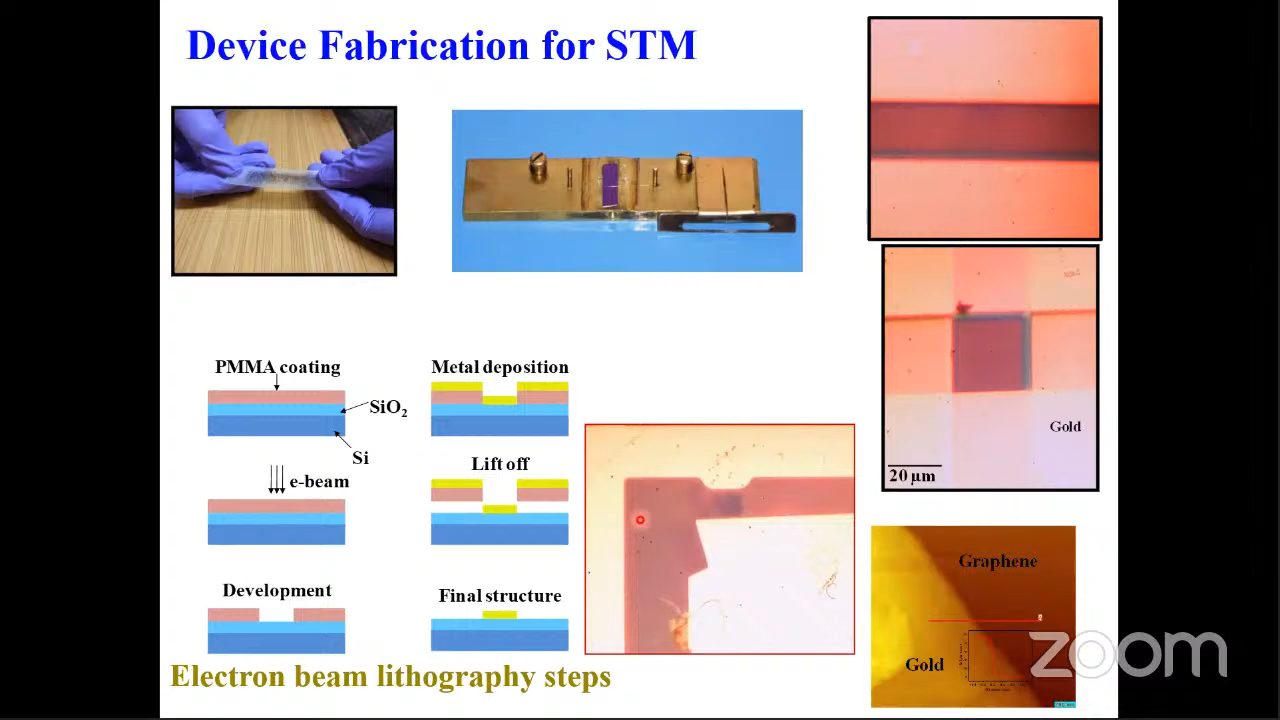 Device Fabrication for STM
PMMA coating
SiO2
Si
e-beam
Development
Metal deposition
Lift off
Final structure
Electron beam lithography steps
Gold
20 μm
Graphene
Gold
zoom